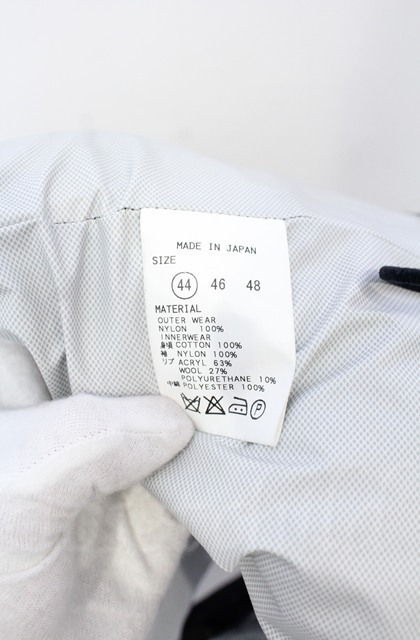 MADE IN JAPAN
SIZE
44 46 48
MATERIAL
OUTER WEAR
NYLON 100%
INNERWEAR
身頃 COTTON 100%
袖 NYLON 100%
リブ ACRYL 63%
WOOL 27%
POLYURETHANE 10%
中綿 POLYESTER 100%
P